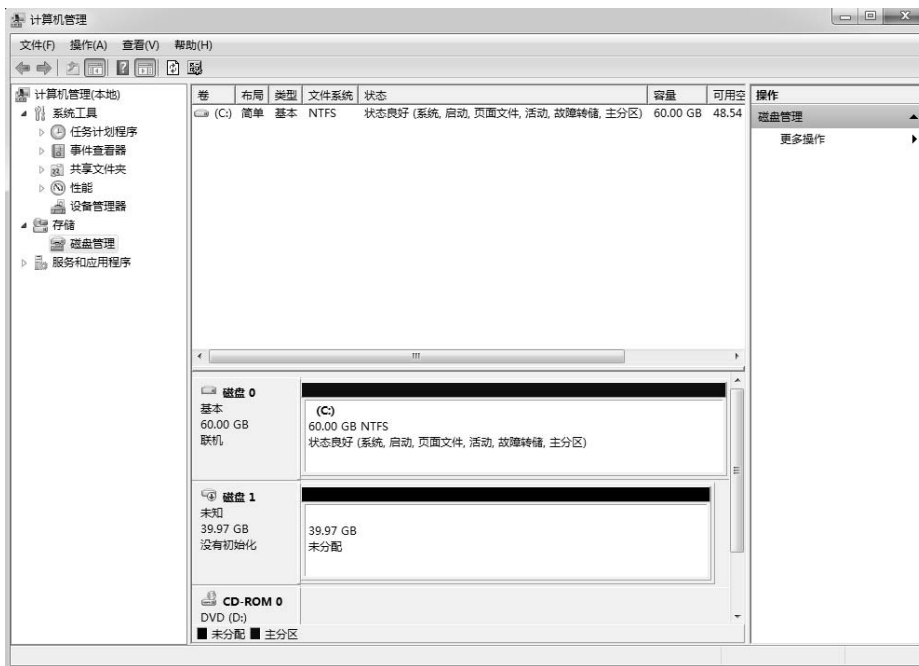 计算机管理
文件(F) 操作(A) 查看(V) 帮助(H)
计算机管理(本地)
系统工具
任务计划程序
事件查看器
共享文件夹
性能
设备管理器
存储
磁盘管理
服务和应用程序
卷 布局 类型 文件系统 状态 容量 可用空
(C:) 简单 基本 NTFS 状态良好 (系统, 启动, 页面文件, 活动, 故障转储, 主分区) 60.00 GB 48.54
磁盘 0
基本
60.00 GB
联机
(C:)
60.00 GB NTFS
状态良好 (系统, 启动, 页面文件, 活动, 故障转储, 主分区)
磁盘 1
未知
39.97 GB
没有初始化
39.97 GB
未分配
CD-ROM 0
DVD (D:)
未分配 主分区
操作
磁盘管理
更多操作